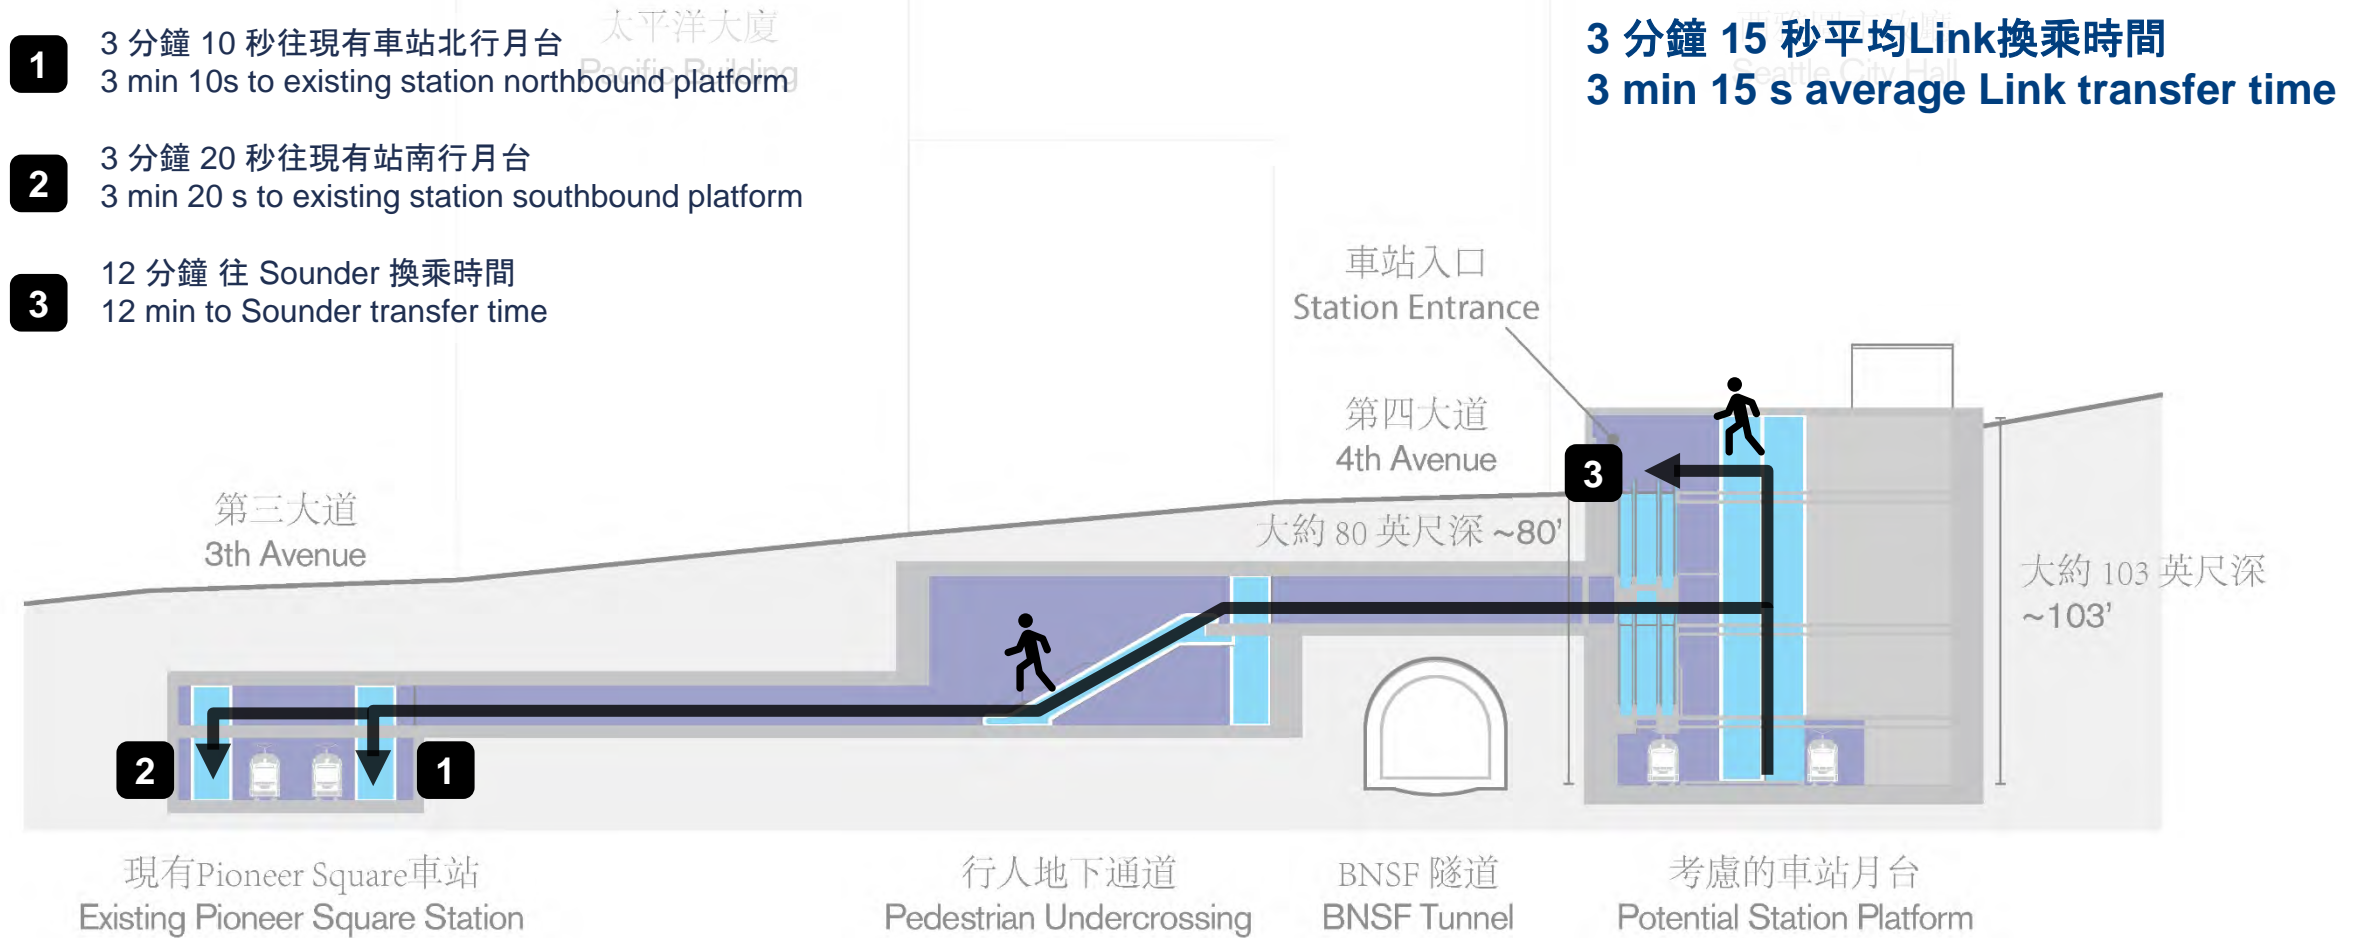 太平洋大廈
Pacific Building
1
3 分鐘 10 秒往現有車站北行月台
3 min 10s to existing station northbound platform
2
3 分鐘 20 秒往現有站南行月台
3 min 20 s to existing station southbound platform
3
12 分鐘 往 Sounder 換乘時間
12 min to Sounder transfer time
3 分鐘 15 秒平均Link換乘時間
3 min 15 s average Link transfer time
Seattle City Hall
車站入口
Station Entrance
第四大道
4th Avenue
3
第三大道
3th Avenue
大約 80 英尺深 ~80'
大約 103 英尺深
~103'
2
1
現有Pioneer Square車站
Existing Pioneer Square Station
行人地下通道
Pedestrian Undercrossing
BNSF 隧道
BNSF Tunnel
考慮的車站月台
Potential Station Platform